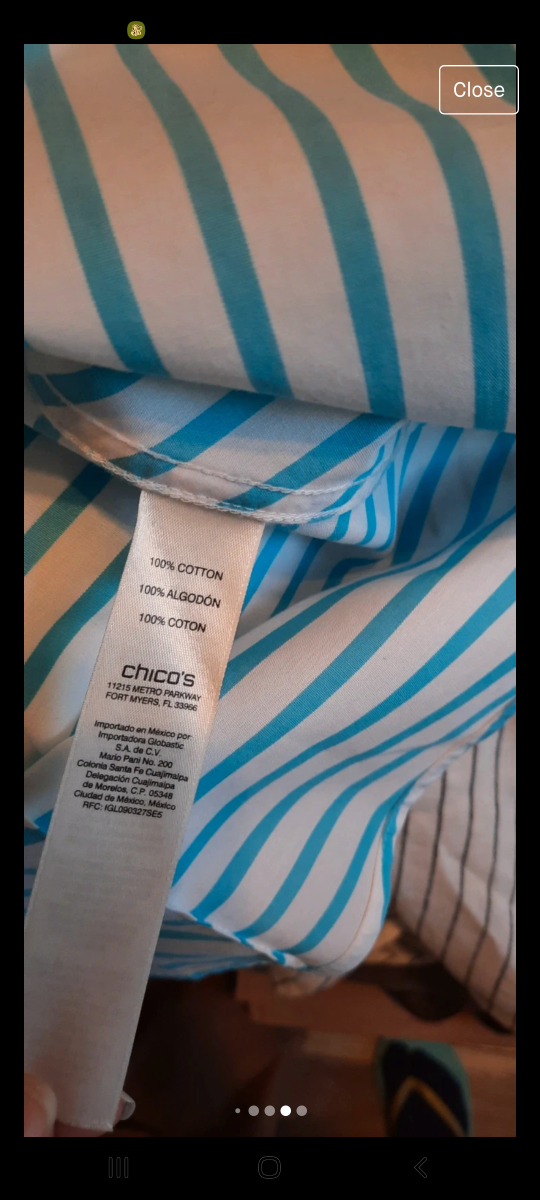 Close
100% COTTON
100% ALGODÓN
100% COTON
chico's
11215 METRO PARKWAY
FORT MYERS, FL 33966
Importado en México por:
Importadora Globastic
S.A. de C.V.
Mario Pani No. 200
Colonia Santa Fe Cuajimalpa
Delegación Cuajimalpa
de Morelos, C.P. 05348
Ciudad de México, México
RFC: IGL090327SE5